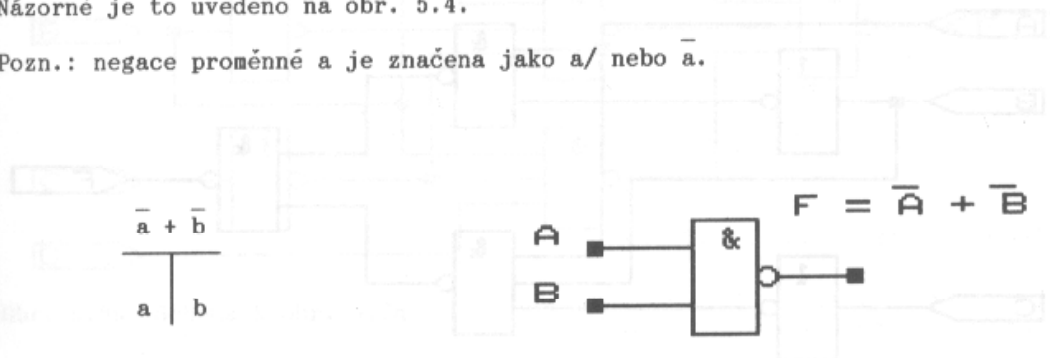 Názorně je to uvedeno na obr. 5.4.
Pozn.: negace proměnné a je značena jako a/ nebo a̅.
a̅ + b̅
a b
A
B
&
F = A̅ + B̅